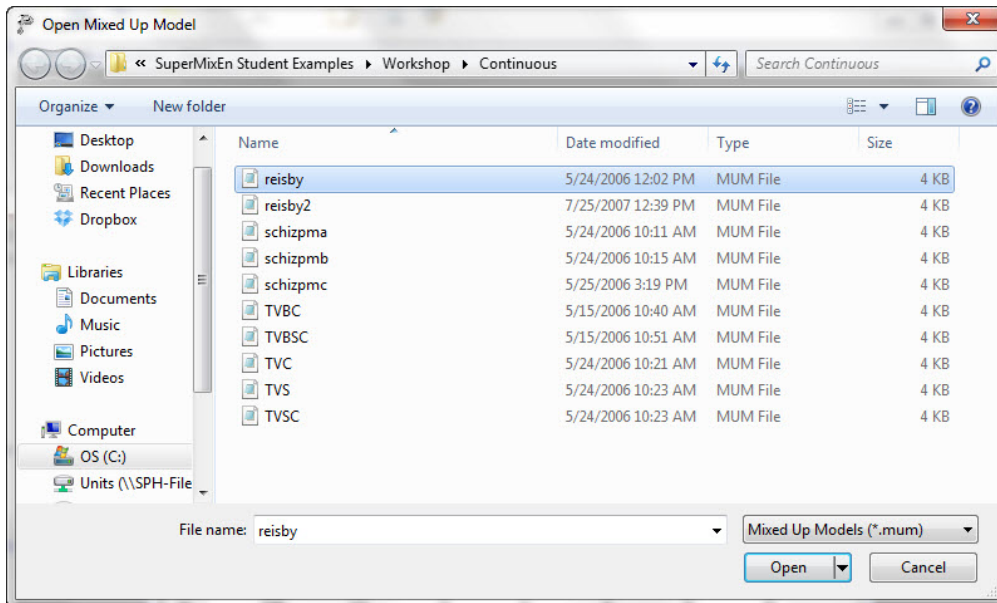 Open Mixed Up Model
« SuperMixEn Student Examples Workshop Continuous Search Continuous
Organize New folder
Desktop
Downloads
Recent Places
Dropbox
Libraries
Documents
Music
Pictures
Videos
Computer
OS (C:)
Units (\\SPH-File
Name Date modified Type Size
reisby 5/24/2006 12:02 PM MUM File 4 KB
reisby2 7/25/2007 12:39 PM MUM File 4 KB
schizpma 5/24/2006 10:11 AM MUM File 4 KB
schizpmb 5/24/2006 10:15 AM MUM File 4 KB
schizpmc 5/25/2006 3:19 PM MUM File 4 KB
TVBC 5/15/2006 10:40 AM MUM File 4 KB
TVBSC 5/15/2006 10:51 AM MUM File 4 KB
TVC 5/24/2006 10:21 AM MUM File 4 KB
TVS 5/24/2006 10:23 AM MUM File 4 KB
TVSC 5/24/2006 10:23 AM MUM File 4 KB
File name: reisby Mixed Up Models (*.mum)
Open Cancel